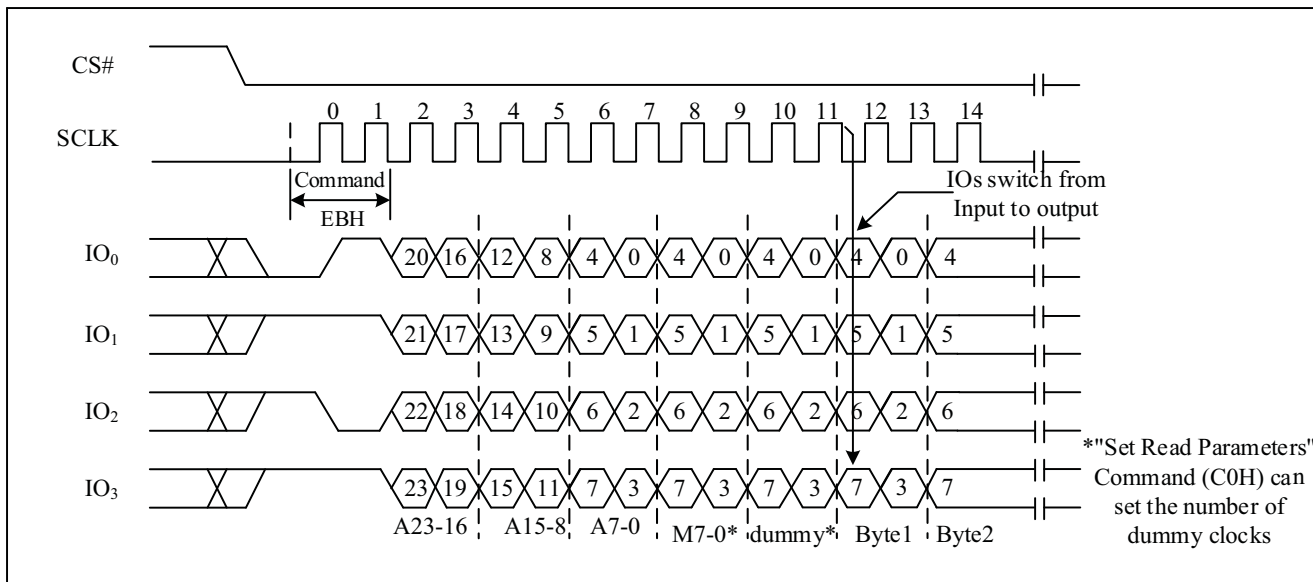 CS#
0 1 2 3 4 5 6 7 8 9 10 11 12 13 14
SCLK
Command
EBH
IOs switch from
Input to output
IO0 20 16 12 8 4 0 4 0 4 0 4 0 4
IO1 21 17 13 9 5 1 5 1 5 1 5 1 5
IO2 22 18 14 10 6 2 6 2 6 2 6 2 6
IO3 23 19 15 11 7 3 7 3 7 3 7 3 7
A23-16 A15-8 A7-0 M7-0* dummy* Byte1 Byte2
*"Set Read Parameters"
Command (C0H) can
set the number of
dummy clocks